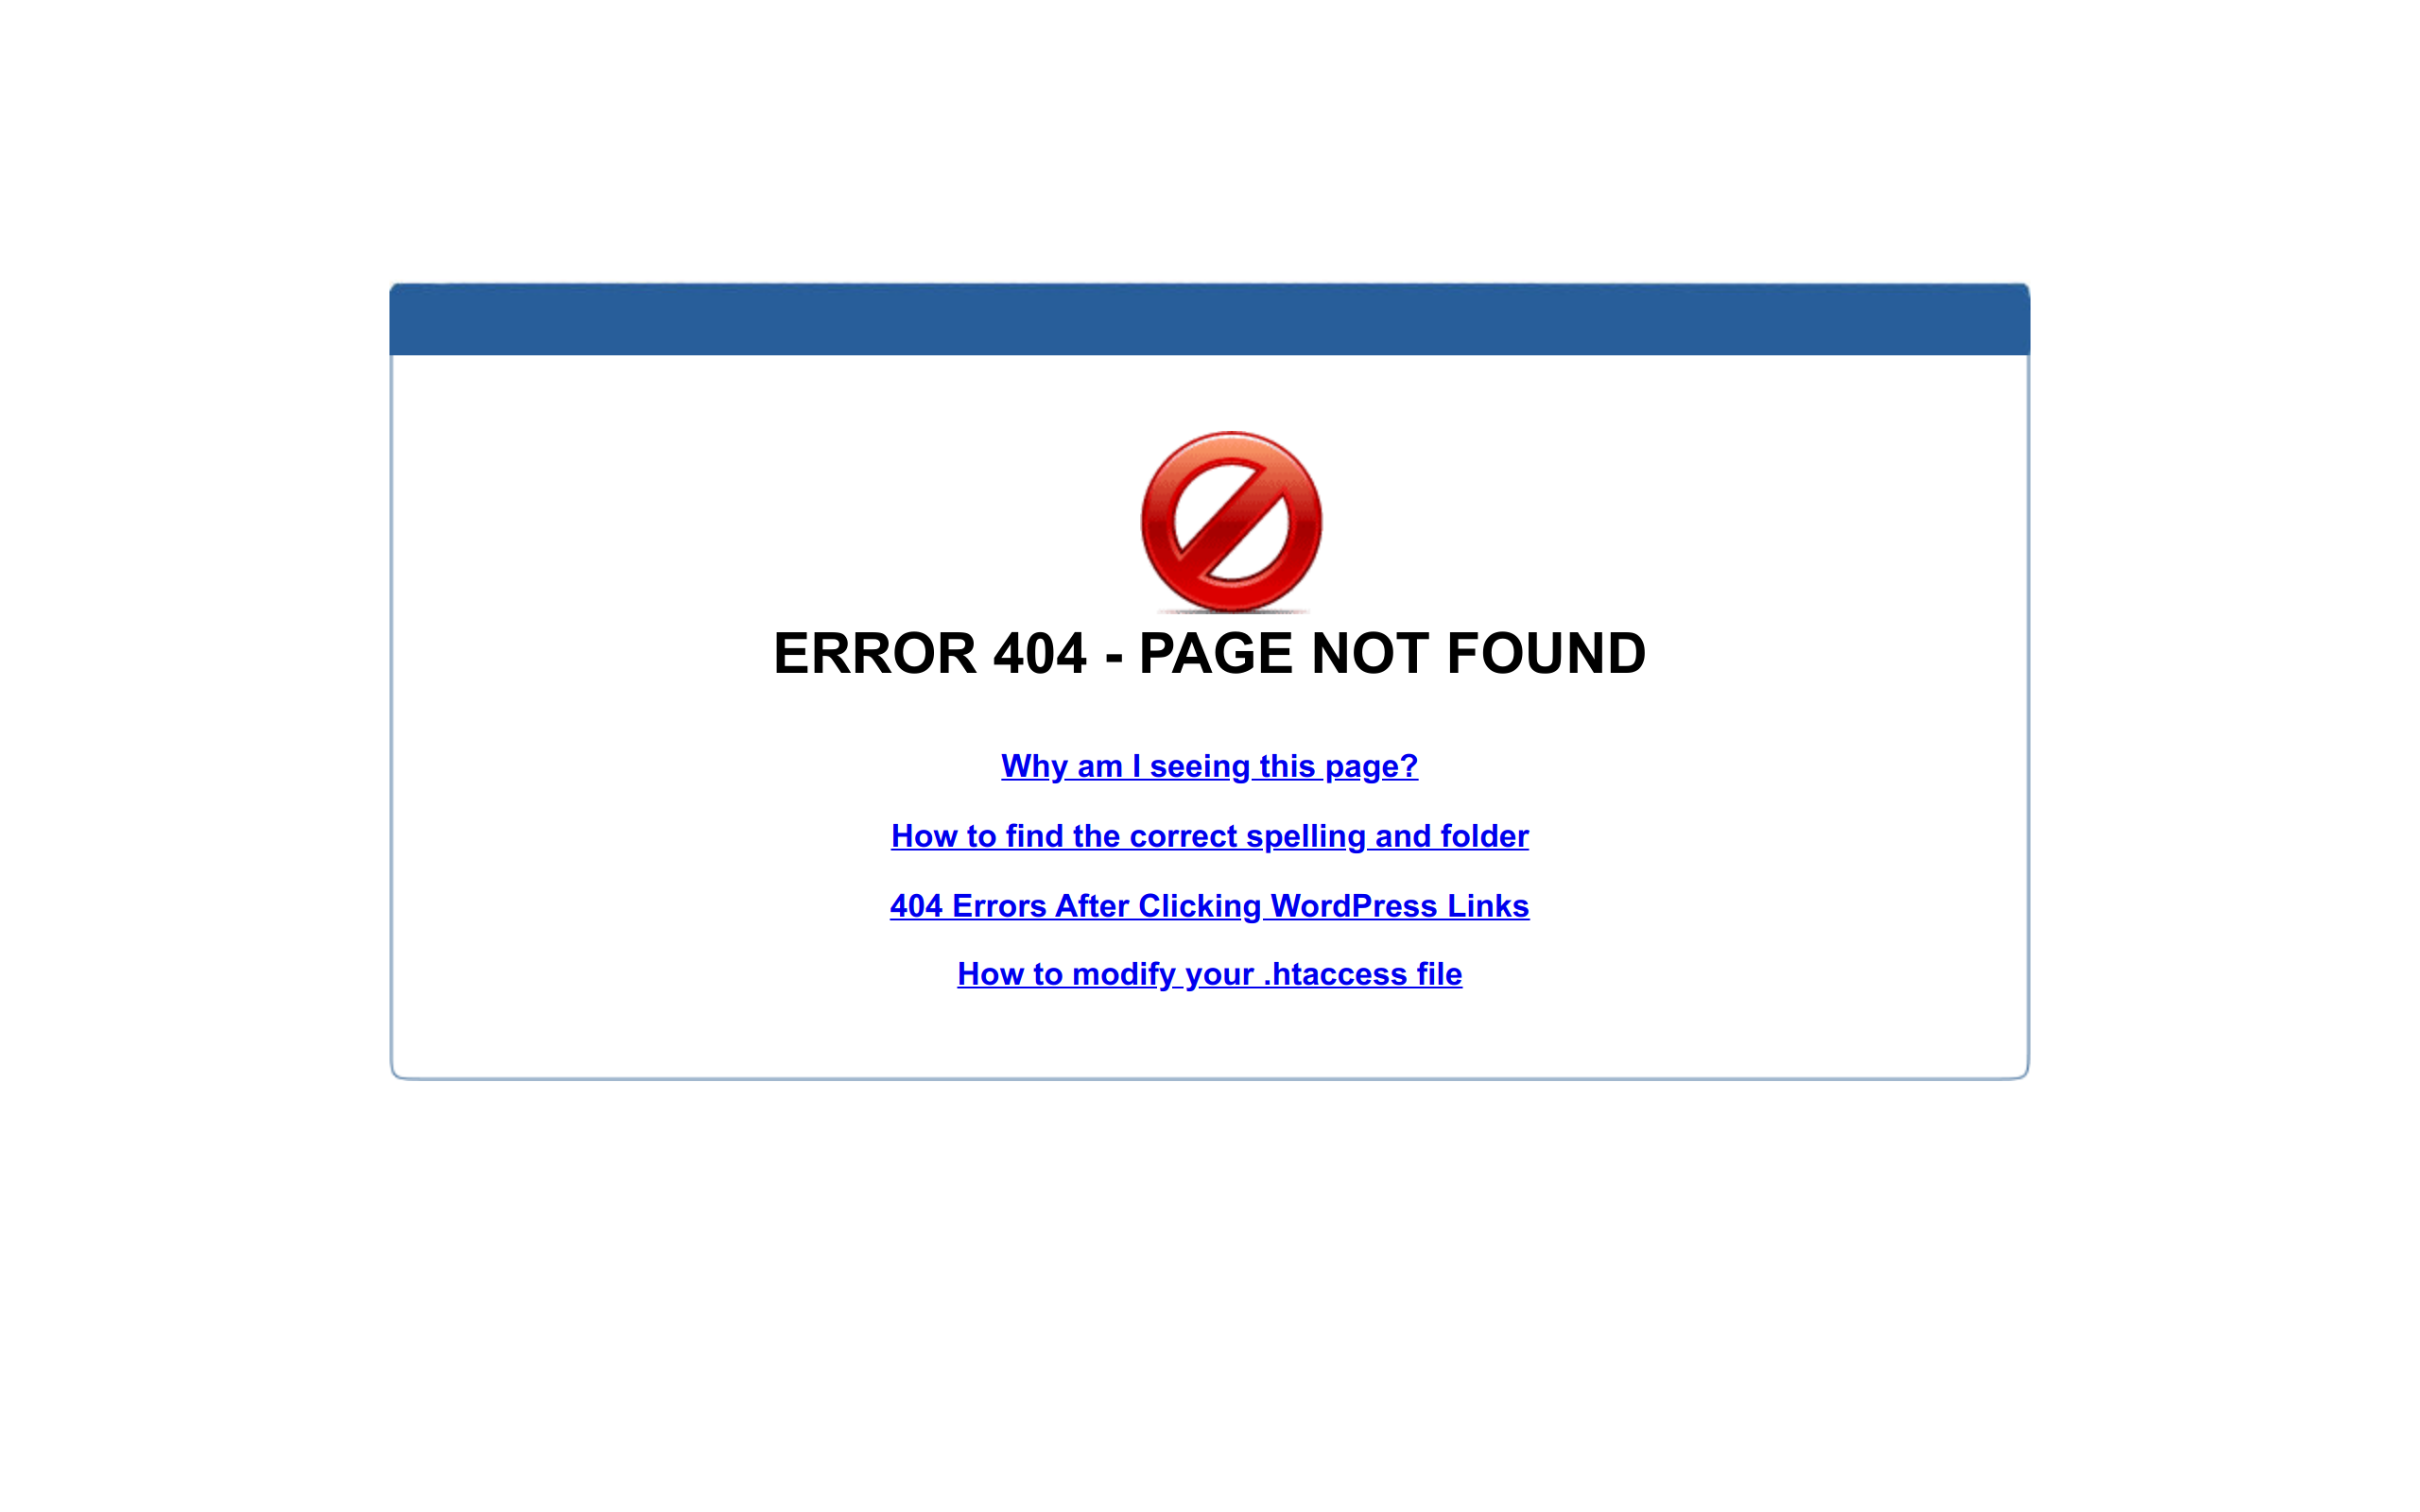 ERROR 404 - PAGE NOT FOUND
Why am I seeing this page?
How to find the correct spelling and folder
404 Errors After Clicking WordPress Links
How to modify your .htaccess file